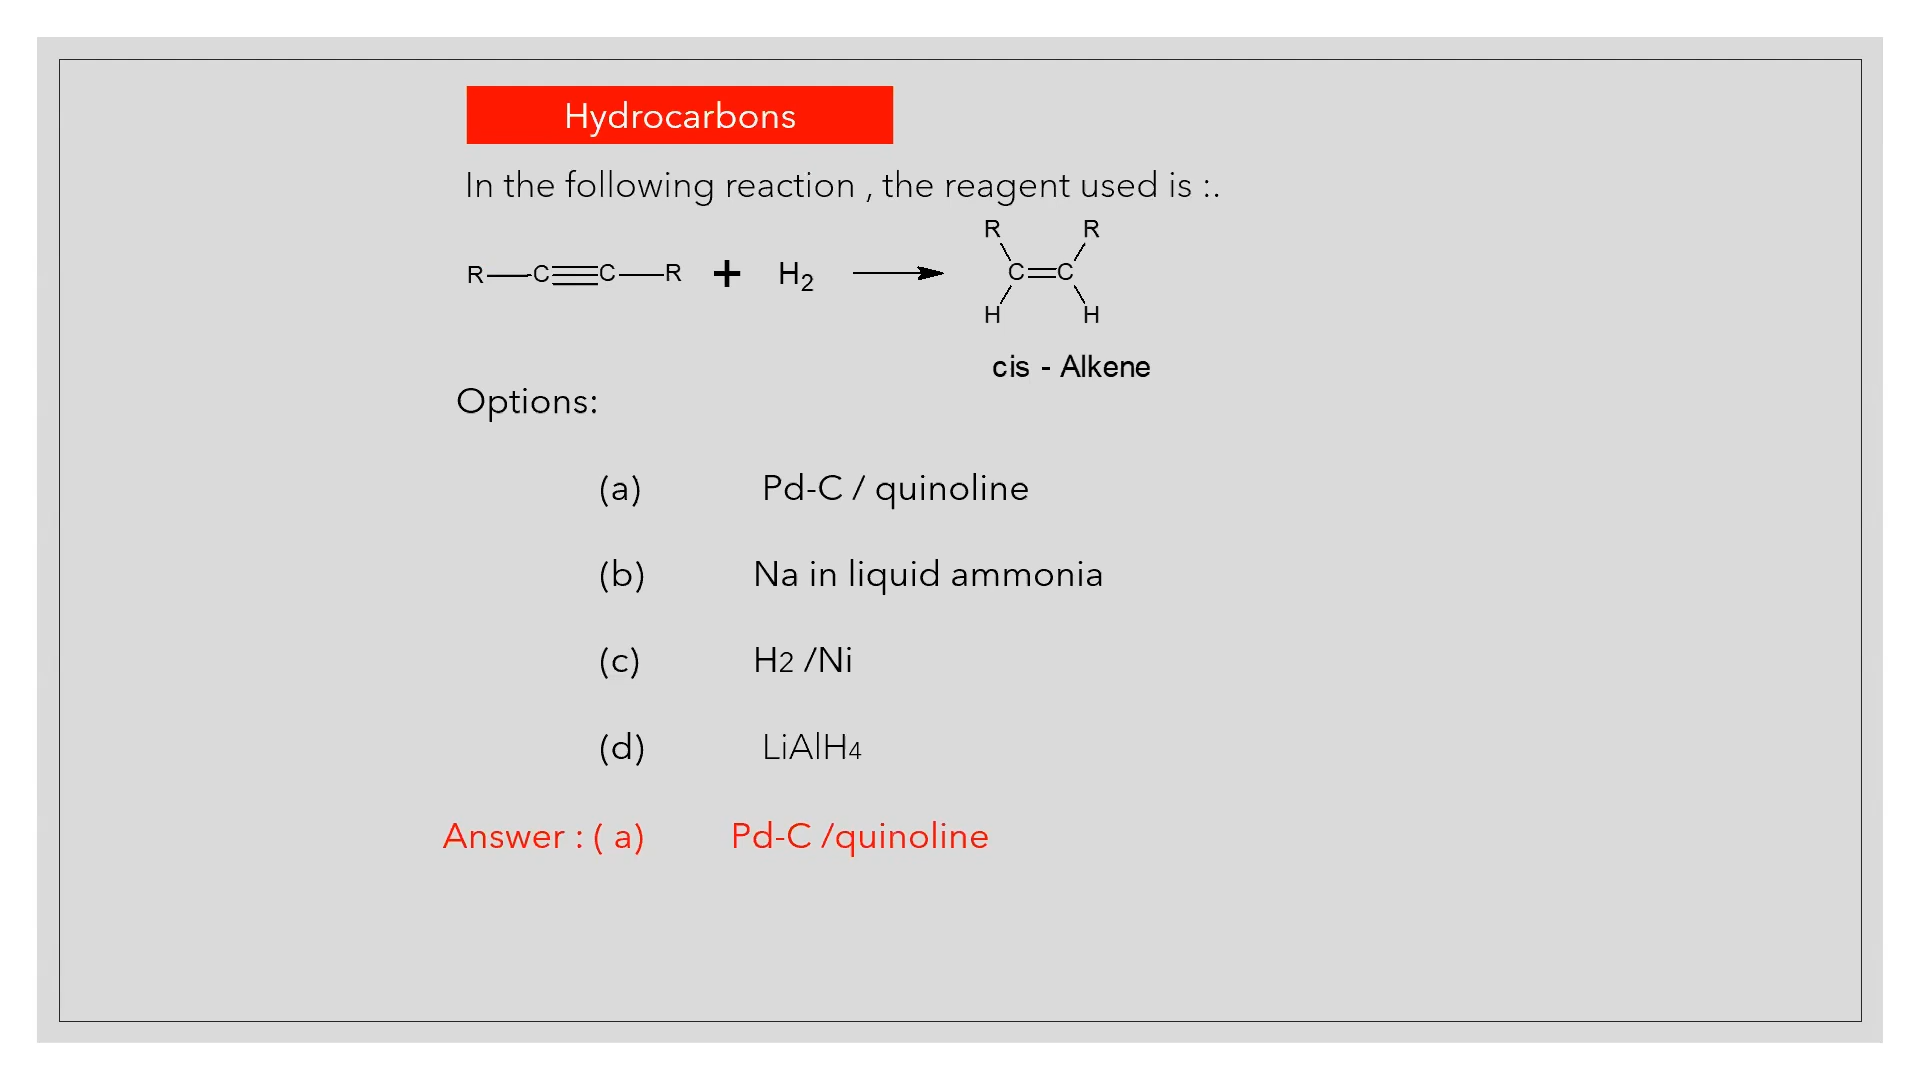 Hydrocarbons
In the following reaction , the reagent used is :.
R R
R—C≡C—R + H₂ → C=C
H H
cis - Alkene
Options:
(a) Pd-C / quinoline
(b) Na in liquid ammonia
(c) H2 /Ni
(d) LiAlH4
Answer : ( a) Pd-C /quinoline